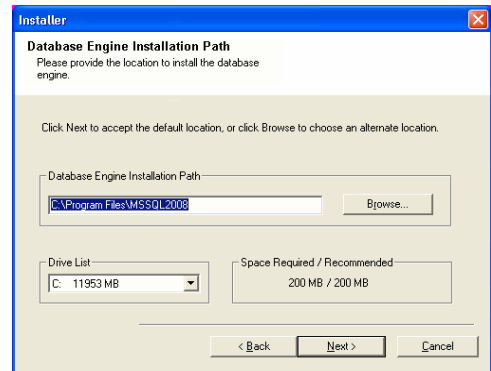 Installer
Database Engine Installation Path
Please provide the location to install the database
engine.
Click Next to accept the default location, or click Browse to choose an alternate location.
Database Engine Installation Path
C:\Program Files\MSSQL2008
Browse...
Drive List
C: 11953 MB
Space Required / Recommended
200 MB / 200 MB
< Back
Next >
Cancel